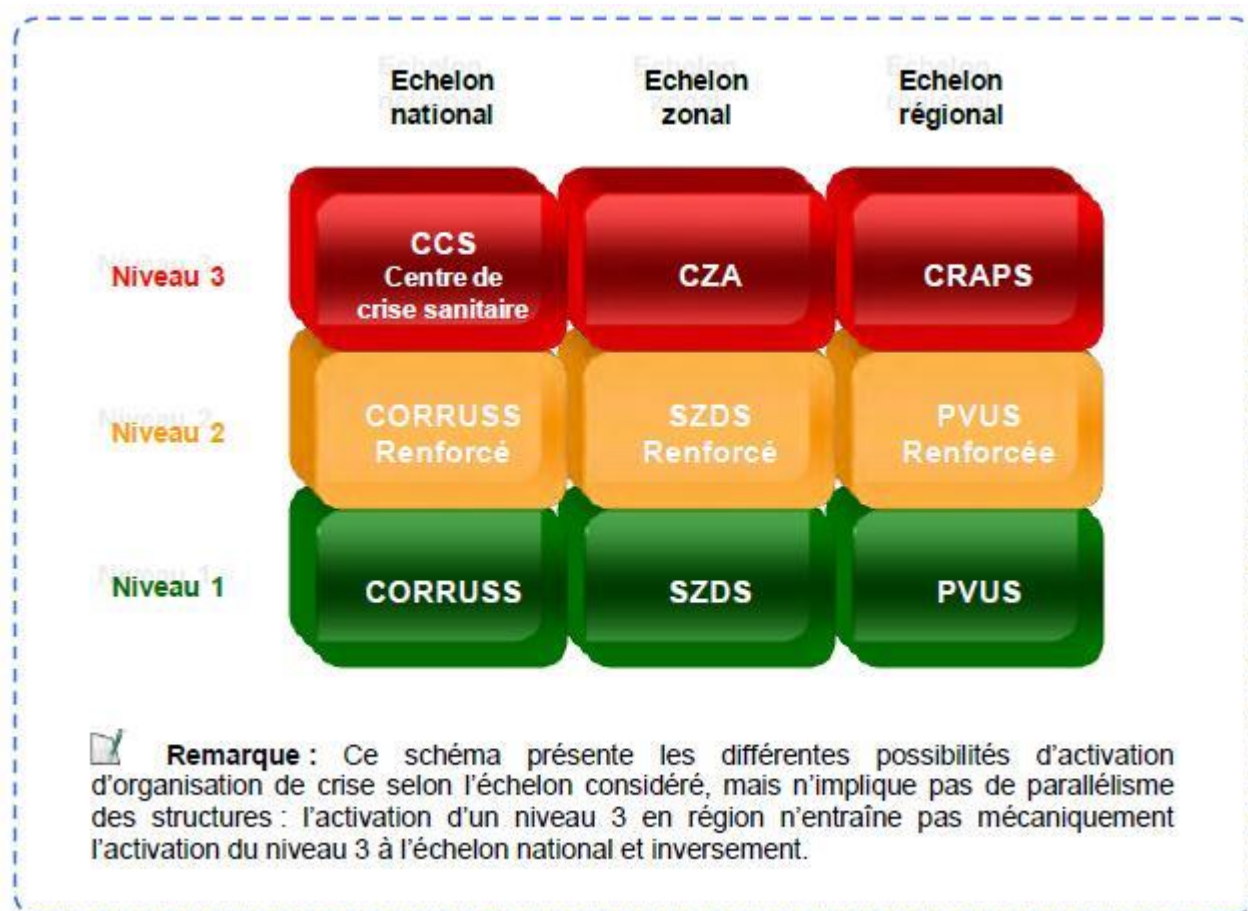 Echelon national
Echelon zonal
Echelon régional
Niveau 3
CCS
Centre de
crise sanitaire
CZA
CRAPS
Niveau 2
CORRUSS
Renforcé
SZDS
Renforcé
PVUS
Renforcée
Niveau 1
CORRUSS
SZDS
PVUS
Remarque : Ce schéma présente les différentes possibilités d’activation
d’organisation de crise selon l’échelon considéré, mais n’implique pas de parallélisme
des structures : l’activation d’un niveau 3 en région n’entraîne pas mécaniquement
l’activation du niveau 3 à l’échelon national et inversement.